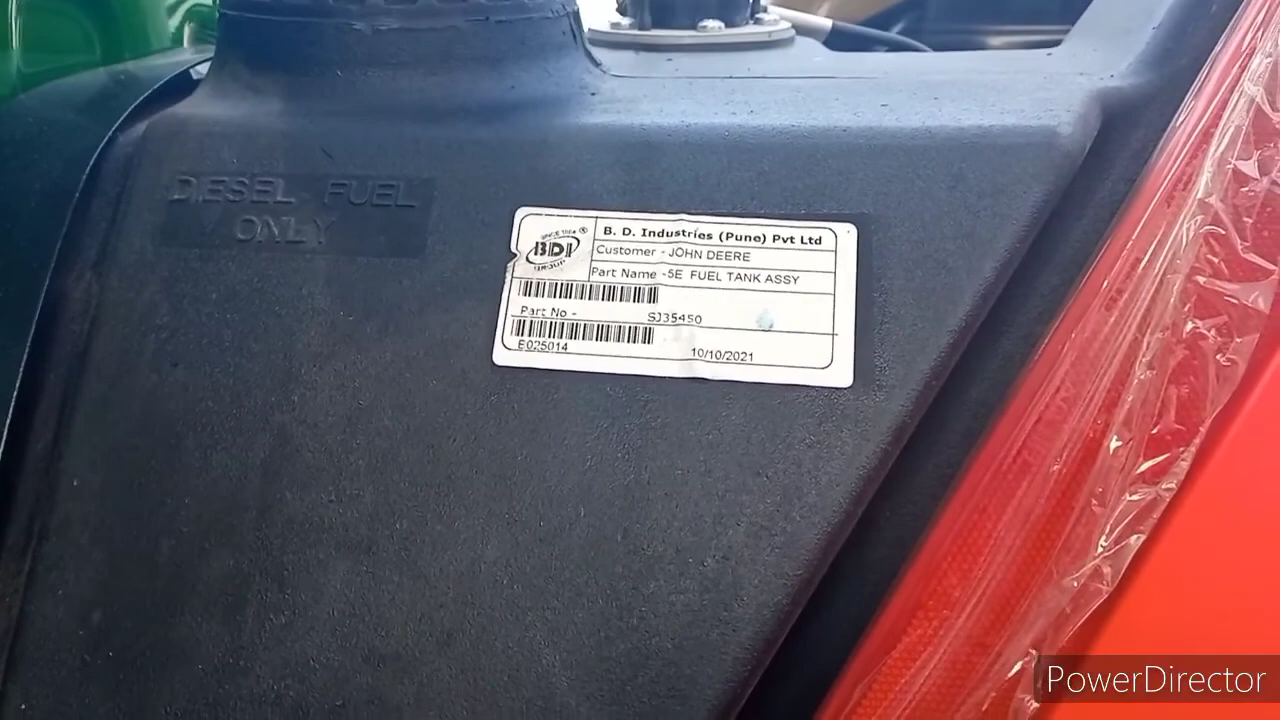 DIESEL FUEL
ONLY
SINCE 1984 ®
BDI
GROUP
B. D. Industries (Pune) Pvt Ltd
Customer - JOHN DEERE
Part Name -5E FUEL TANK ASSY
Part No - SJ35450
E025014 10/10/2021
PowerDirector